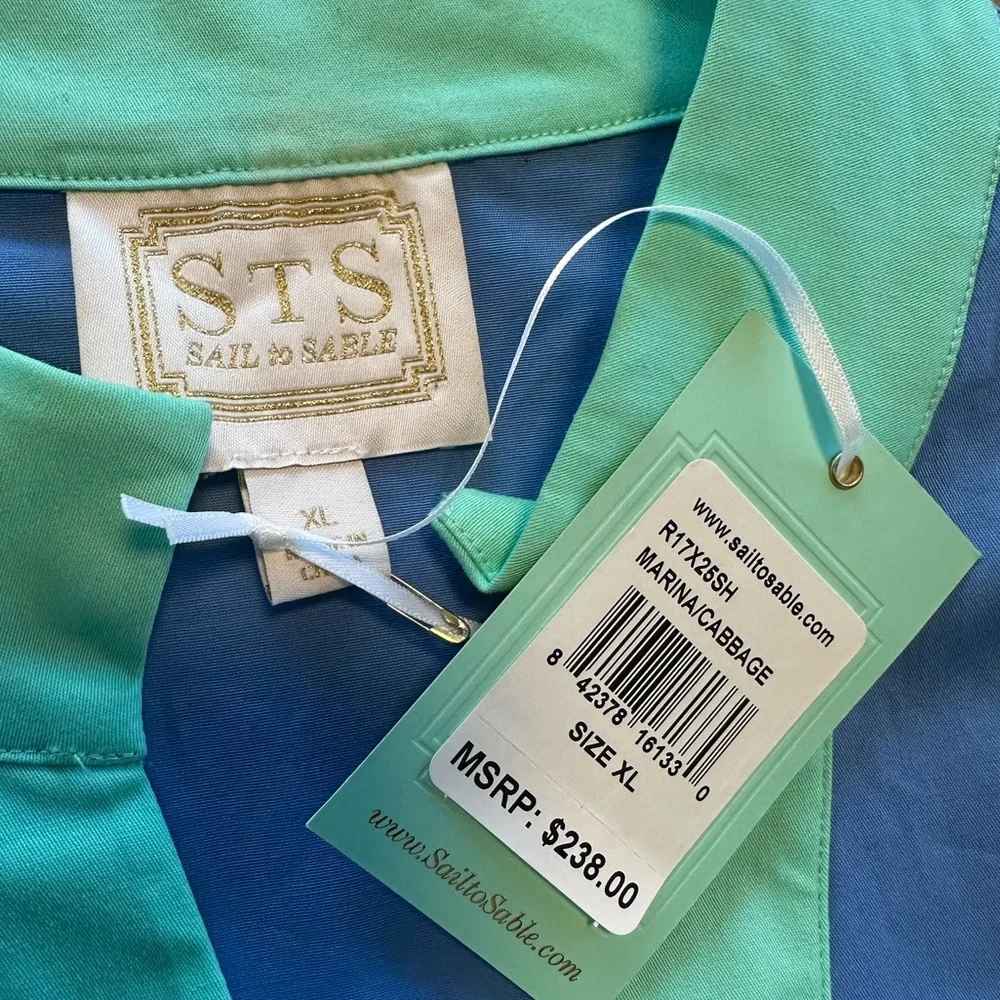 STS
SAIL to SABLE
XL
www.sailtosable.com
R17X25SH
MARINA/CABBAGE
8 42378 16133 0
SIZE XL
MSRP: $238.00
www.SailtoSable.com